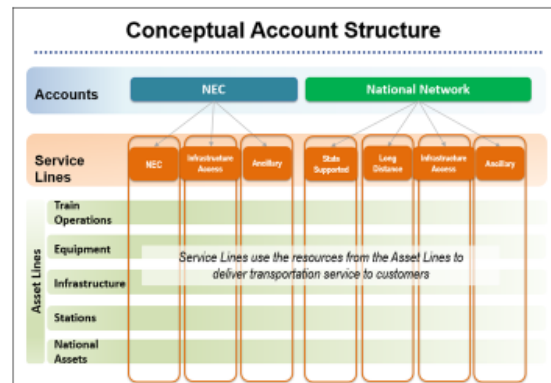 Conceptual Account Structure
Accounts
NEC
National Network
Service
Lines
NEC
Infrastructure
Access
Ancillary
State
Supported
Long
Distance
Infrastructure
Access
Ancillary
Asset Lines
Train
Operations
Equipment
Service Lines use the resources from the Asset Lines to
deliver transportation service to customers
Infrastructure
Stations
National
Assets